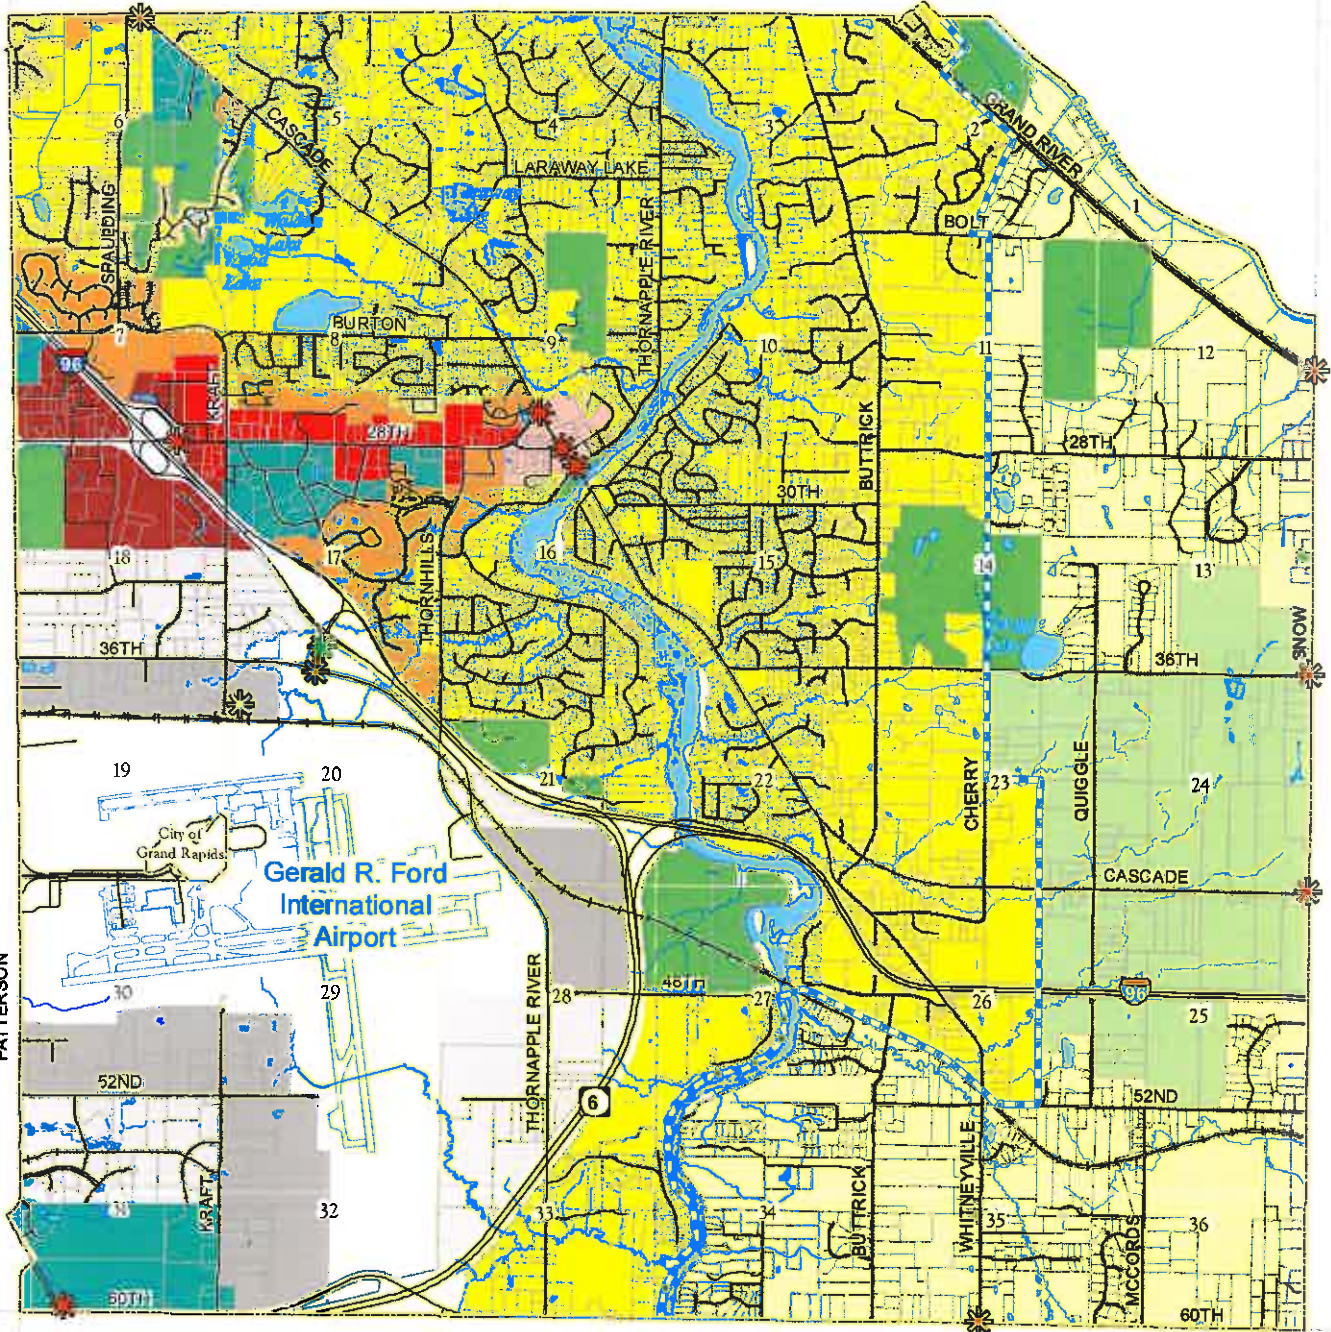 GRAND RIVER
2
6
5
4
3
CASCADE
LARAWAY LAKE
1
SPAULDING
THORNAPPLE RIVER
BOLT
Lake
BURTON
7
8
9
10
11
12
96
KRAFT
28TH
BUTTRICK
28TH
30TH
18
17
16
15
14
13
THORNHILLS
36TH
36TH
SNOW
19
20
21
22
CHERRY
23
QUIGGLE
24
City of
Grand Rapids
Gerald R. Ford
International
Airport
CASCADE
PATTERSON
THORNAPPLE RIVER
48TH
30
29
28
27
26
96
25
52ND
6
52ND
KRAFT
32
33
34
BUTTRICK
WHITNEYVILLE
35
MCCORDS
36
60TH
60TH